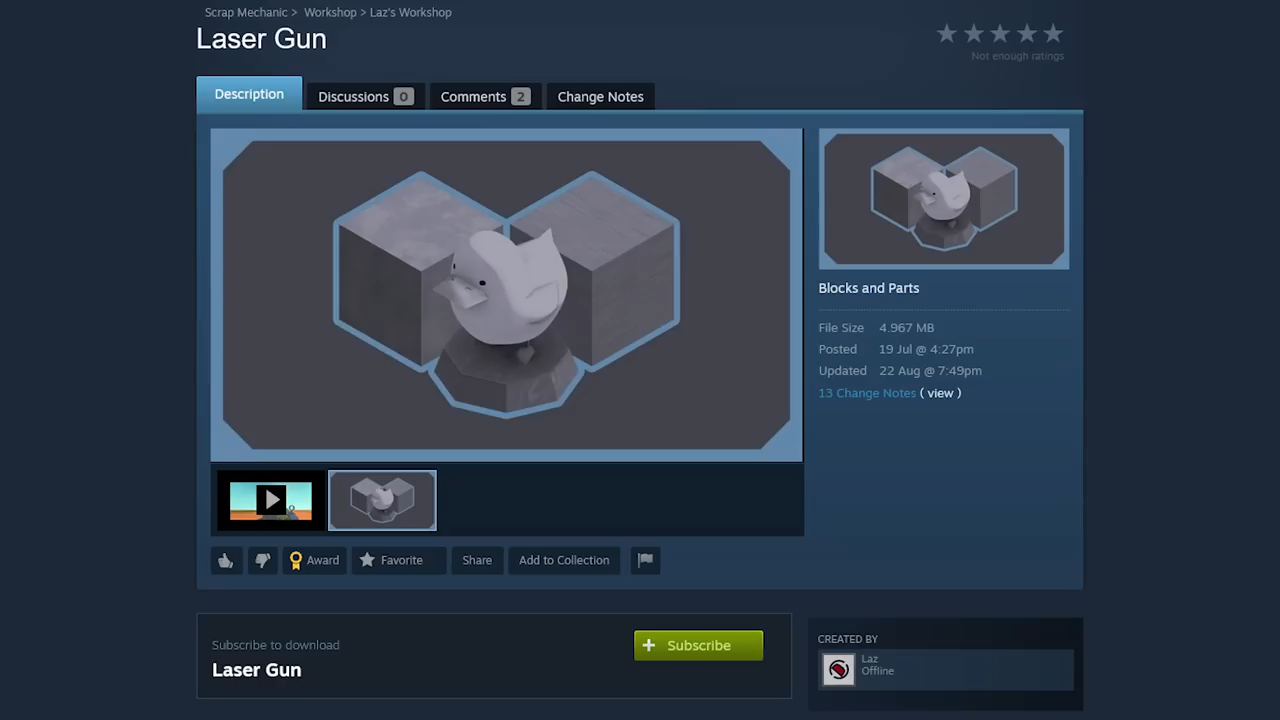 Scrap Mechanic > Workshop > Laz's Workshop
Laser Gun
Not enough ratings
Description Discussions 0 Comments 2 Change Notes
Blocks and Parts
File Size 4.967 MB
Posted 19 Jul @ 4:27pm
Updated 22 Aug @ 7:49pm
13 Change Notes ( view )
Award Favorite Share Add to Collection
Subscribe to download
Laser Gun
+ Subscribe
CREATED BY
Laz
Offline